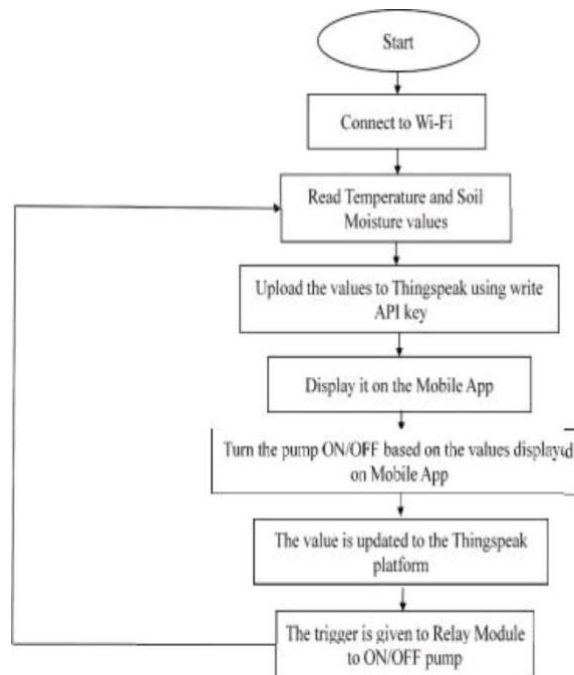 Start
Connect to Wi-Fi
Read Temperature and Soil
Moisture values
Upload the values to Thingspeak using write
API key
Display it on the Mobile App
Turn the pump ON/OFF based on the values displayed
on Mobile App
The value is updated to the Thingspeak
platform
The trigger is given to Relay Module
to ON/OFF pump